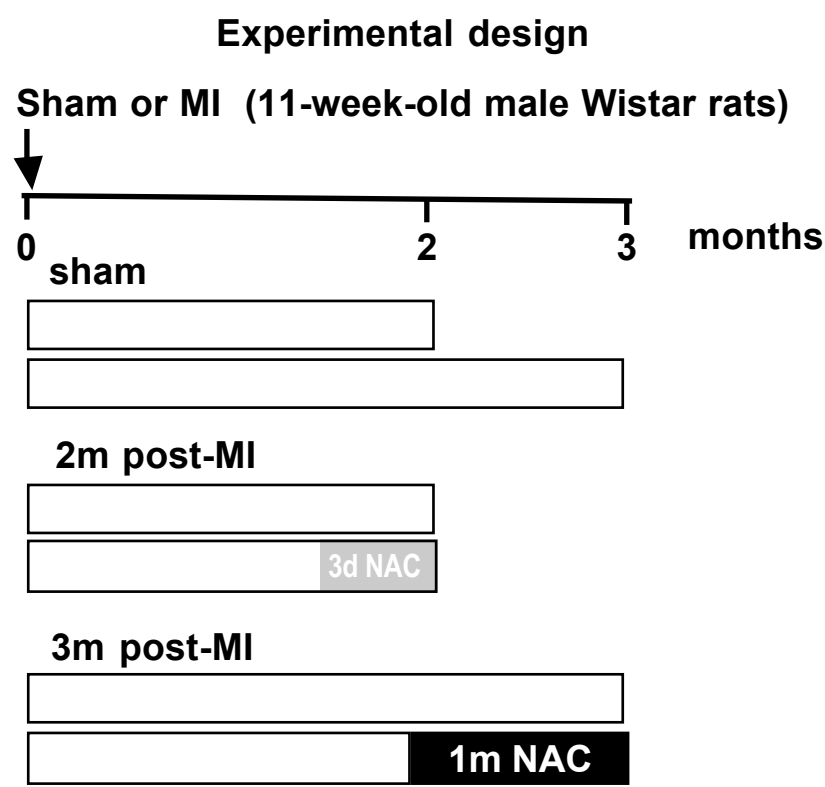 Experimental design
Sham or MI (11-week-old male Wistar rats)
0 2 3 months
sham
2m post-MI
3d NAC
3m post-MI
1m NAC